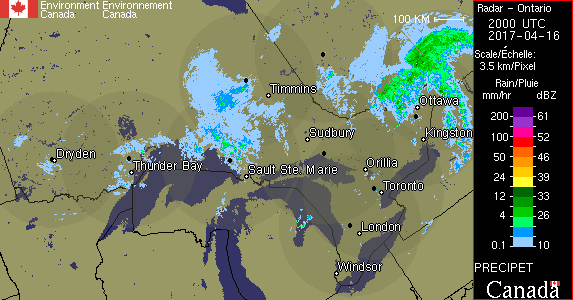 Environment Environnement
Canada Canada
100 KM
Timmins
Ottawa
Sudbury
Kingston
Dryden
Thunder Bay
Sault Ste. Marie
Orillia
Toronto
London
Windsor
Radar - Ontario
2000 UTC
2017-04-16
Scale/Échelle:
3.5 km/Pixel
Rain/Pluie
mm/hr dBZ
200 61
100 52
50 46
24 39
12 33
4 26
0.1 10
PRECIPET
Canada